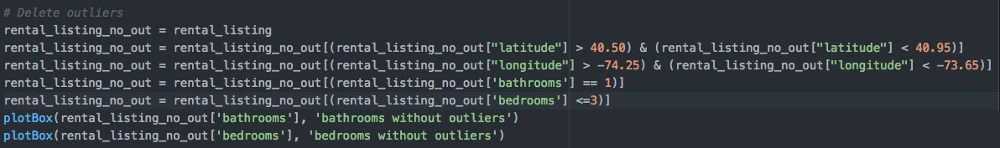 # Delete outliers
rental_listing_no_out = rental_listing
rental_listing_no_out = rental_listing_no_out[(rental_listing_no_out["latitude"] > 40.50) & (rental_listing_no_out["latitude"] < 40.95)]
rental_listing_no_out = rental_listing_no_out[(rental_listing_no_out["longitude"] > -74.25) & (rental_listing_no_out["longitude"] < -73.65)]
rental_listing_no_out = rental_listing_no_out[(rental_listing_no_out['bathrooms'] == 1)]
rental_listing_no_out = rental_listing_no_out[(rental_listing_no_out['bedrooms'] <=3)]
plotBox(rental_listing_no_out['bathrooms'], 'bathrooms without outliers')
plotBox(rental_listing_no_out['bedrooms'], 'bedrooms without outliers')